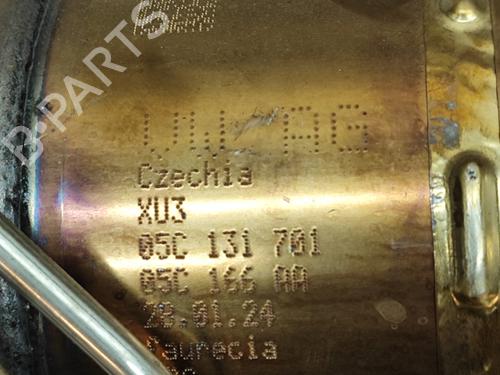 VW AG
Czechia
XU3
05C 131 701
05C 166 AA
28.01.24
Faurecia
B-PARTS